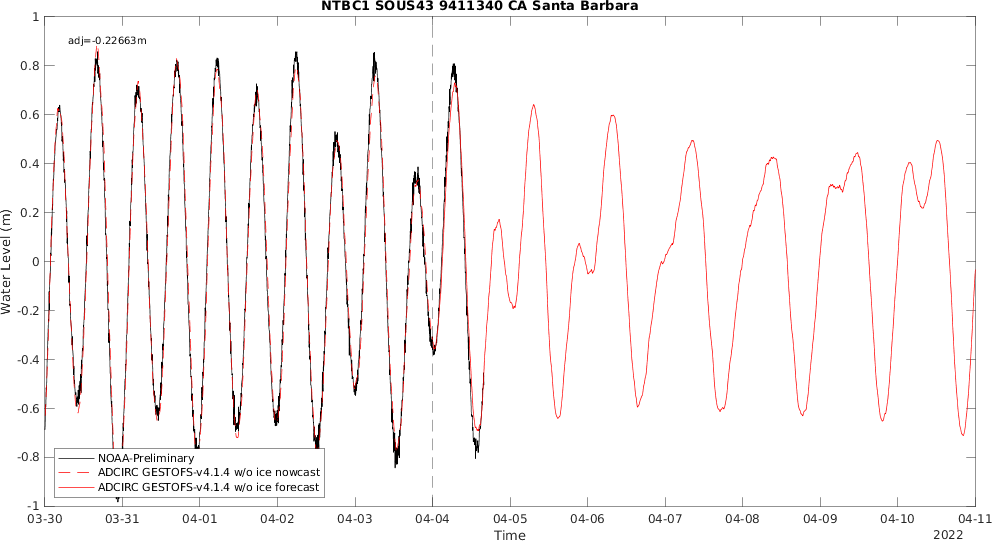 NTBC1 SOUS43 9411340 CA Santa Barbara
1
adj=-0.22663m
0.8
0.6
0.4
0.2
0
-0.2
-0.4
-0.6
-0.8
-1
Water Level (m)
NOAA-Preliminary
ADCIRC GESTOFS-v4.1.4 w/o ice nowcast
ADCIRC GESTOFS-v4.1.4 w/o ice forecast
03-30 03-31 04-01 04-02 04-03 04-04 04-05 04-06 04-07 04-08 04-09 04-10 04-11
Time
2022